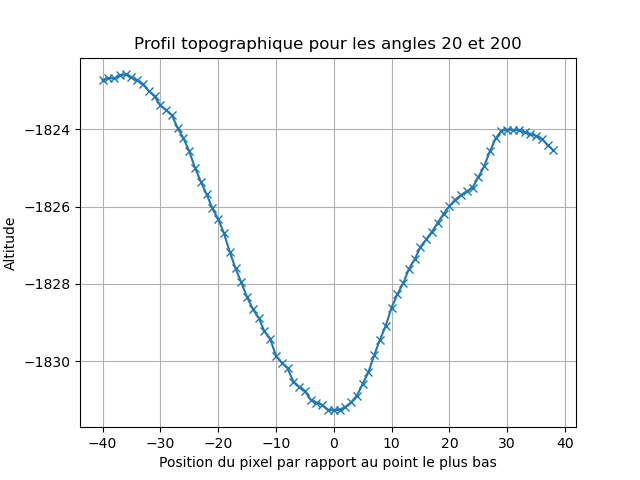 Profil topographique pour les angles 20 et 200
Altitude
−1824
−1826
−1828
−1830
−40 −30 −20 −10 0 10 20 30 40
Position du pixel par rapport au point le plus bas